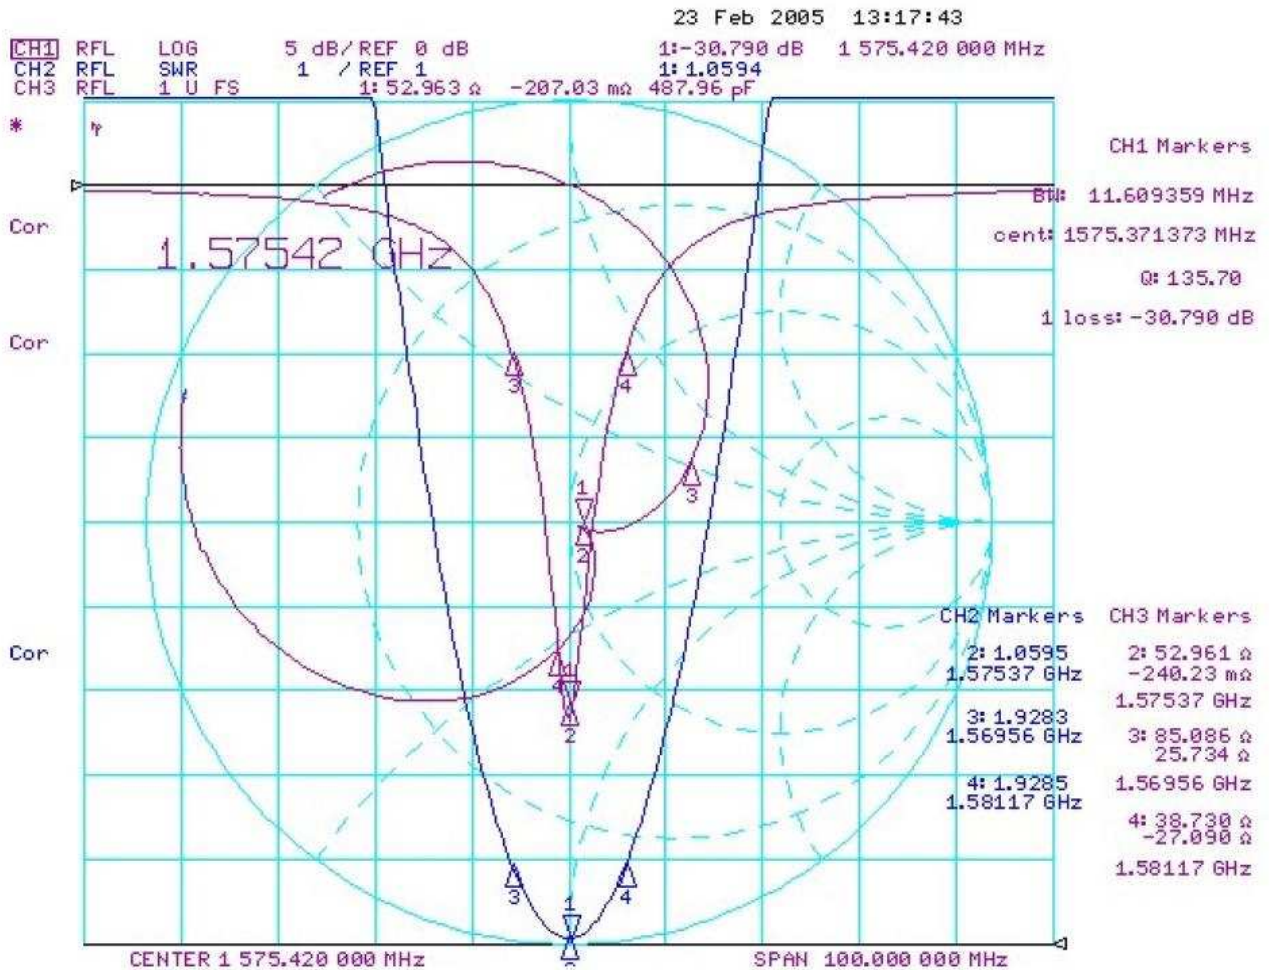 23 Feb 2005 13:17:43
CH1 RFL LOG 5 dB/REF 0 dB 1:-30.790 dB 1 575.420 000 MHz
CH2 RFL SWR 1 /REF 1 1:1.0594
CH3 RFL 1 U FS 1:52.963 Ω -207.03 mΩ 487.96 pF
*
CH1 Markers
BW: 11.609359 MHz
Cor
cent:1575.371373 MHz
1.57542 GHz
Q:135.70
1 loss:-30.790 dB
Cor
3
4
1
3
2
CH2 Markers CH3 Markers
Cor
2:1.0595 2:52.961 Ω
1.57537 GHz -240.23 mΩ
1.57537 GHz
4 1
3:1.9283
1.56956 GHz 3:85.086 Ω
2
25.734 Ω
4:1.9285 1.56956 GHz
1.58117 GHz
4:38.730 Ω
-27.090 Ω
1.58117 GHz
3 1 4
CENTER 1 575.420 000 MHz SPAN 100.000 000 MHz